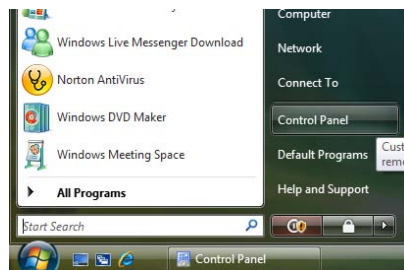 Windows Live Messenger Download
Norton AntiVirus
Windows DVD Maker
Windows Meeting Space
All Programs
Start Search
Computer
Network
Connect To
Control Panel
Default Programs
Help and Support
Control Panel